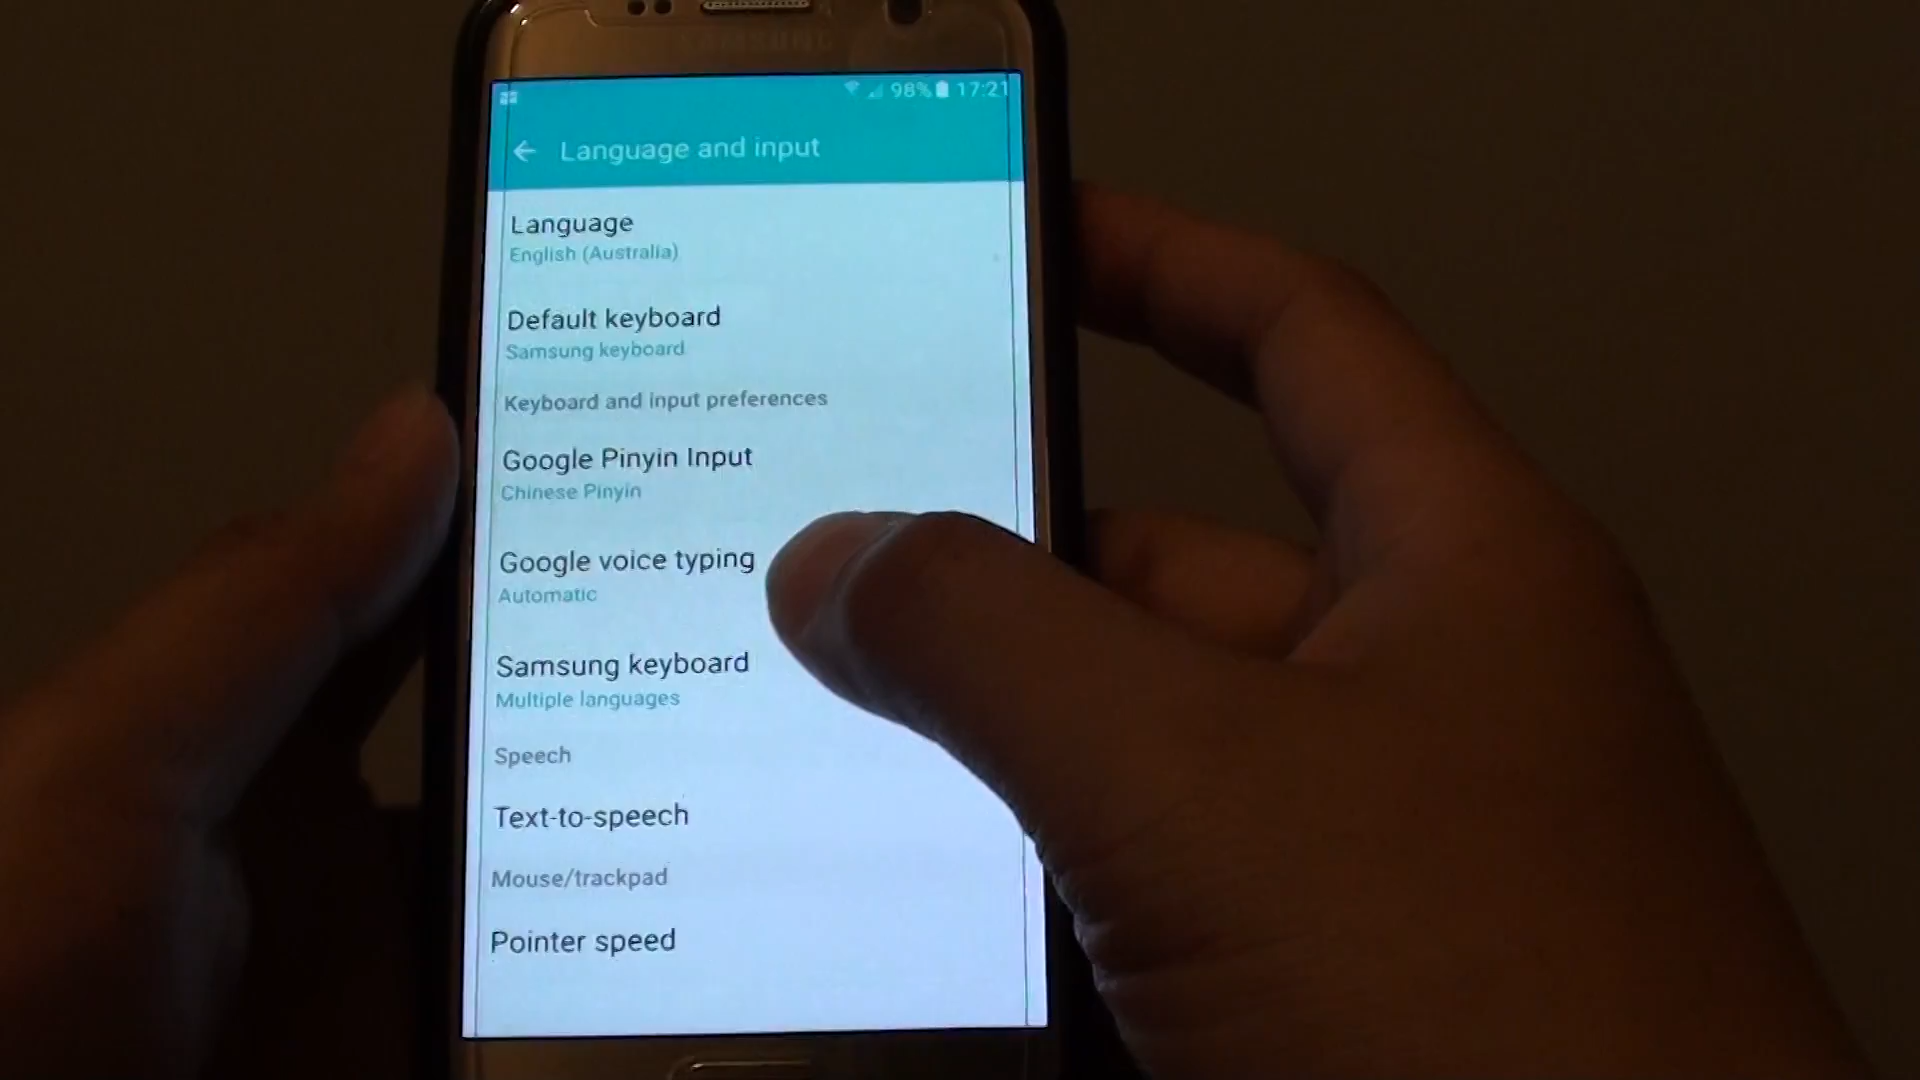 SAMSUNG
98% 17:21
Language and input
Language
English (Australia)
Default keyboard
Samsung keyboard
Keyboard and input preferences
Google Pinyin Input
Chinese Pinyin
Google voice typing
Automatic
Samsung keyboard
Multiple languages
Speech
Text-to-speech
Mouse/trackpad
Pointer speed